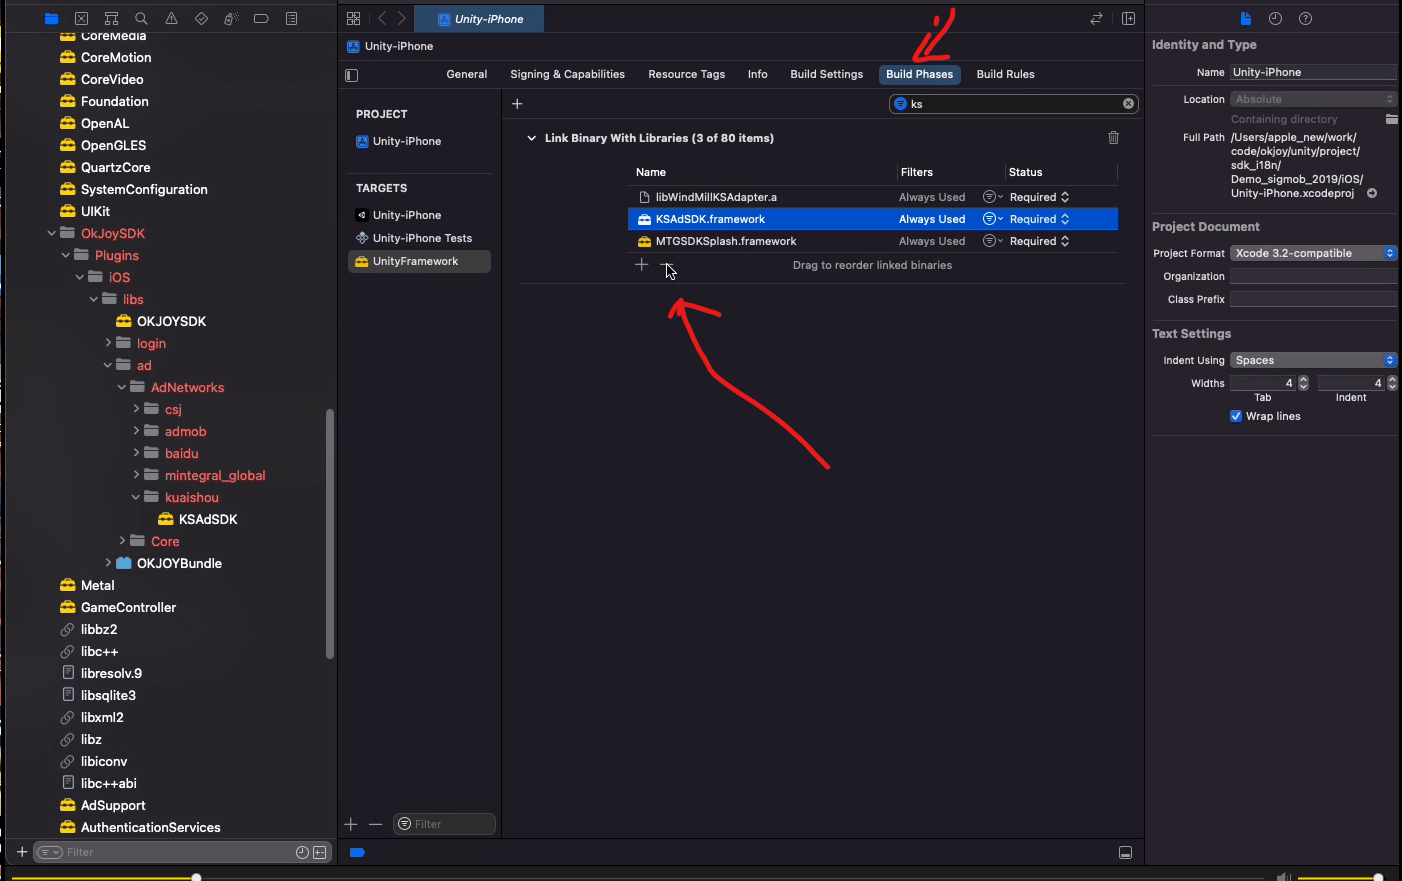 CoreMedia
CoreMotion
CoreVideo
Foundation
OpenAL
OpenGLES
QuartzCore
SystemConfiguration
UIKit
OkJoySDK
Plugins
iOS
libs
OKJOYSDK
login
ad
AdNetworks
csj
admob
baidu
mintegral_global
kuaishou
KSAdSDK
Core
OKJOYBundle
Metal
GameController
libbz2
libc++
libresolv.9
libsqlite3
libxml2
libz
libiconv
libc++abi
AdSupport
AuthenticationServices
Filter
Unity-iPhone
Unity-iPhone
General Signing & Capabilities Resource Tags Info Build Settings Build Phases Build Rules
PROJECT
Unity-iPhone
TARGETS
Unity-iPhone
Unity-iPhone Tests
UnityFramework
Filter
ks
Link Binary With Libraries (3 of 80 items)
Name Filters Status
libWindMillKSAdapter.a Always Used Required
KSAdSDK.framework Always Used Required
MTGSDKSplash.framework Always Used Required
Drag to reorder linked binaries
Identity and Type
Name Unity-iPhone
Location Absolute
Containing directory
Full Path /Users/apple_new/work/
code/okjoy/unity/project/
sdk_i18n/
Demo_sigmob_2019/iOS/
Unity-iPhone.xcodeproj
Project Document
Project Format Xcode 3.2-compatible
Organization
Class Prefix
Text Settings
Indent Using Spaces
Widths 4 4
Tab Indent
Wrap lines